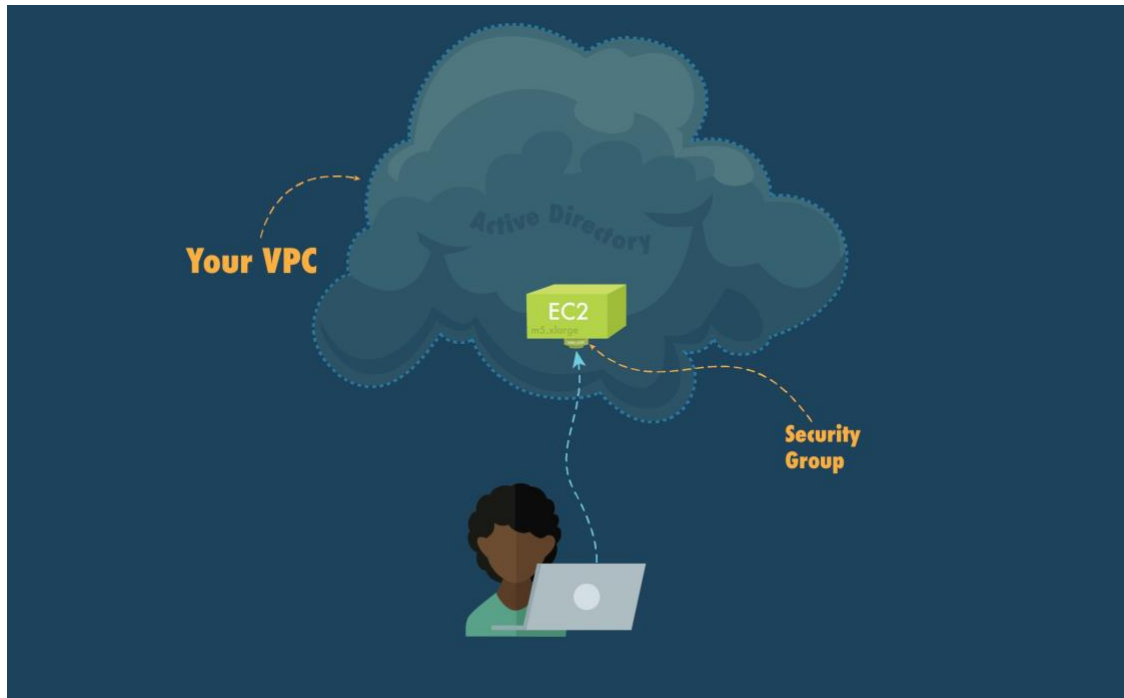 Active Directory
Your VPC
EC2
m5.xlarge
Security
Group